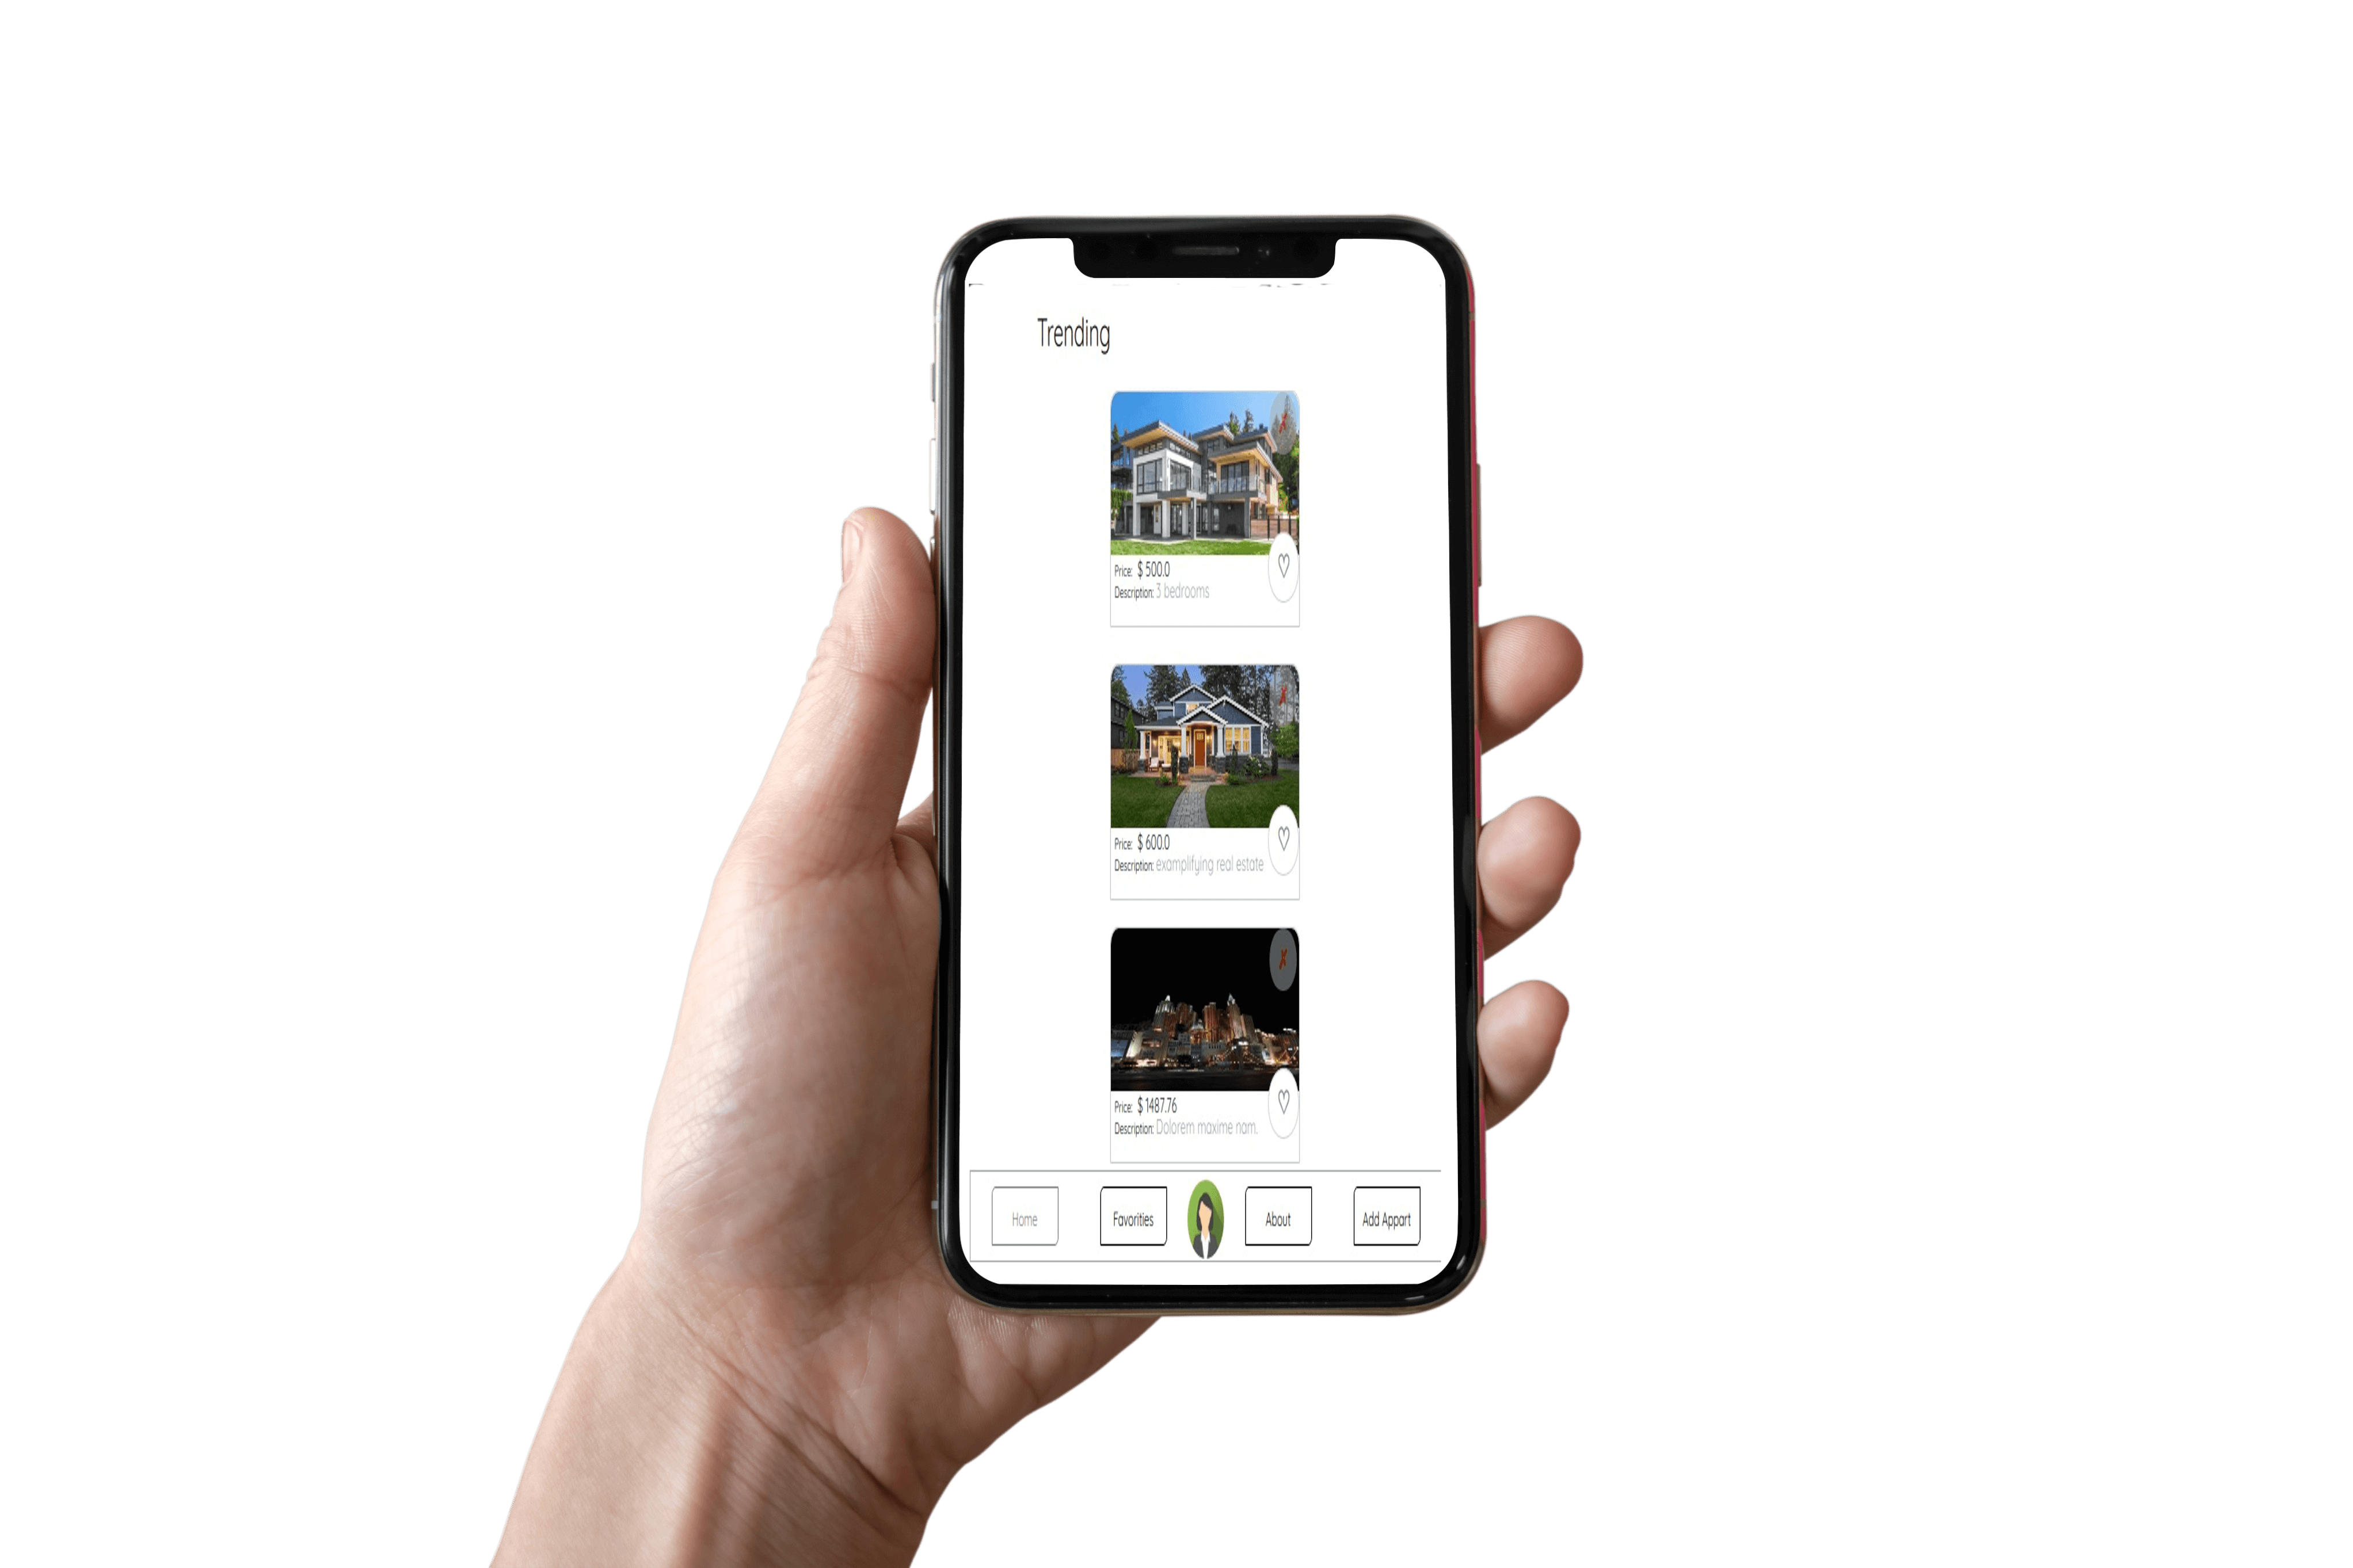 Trending
Price: $ 500.0
Description: 3 bedrooms
Price: $ 600.0
Description: examplifying real estate
Price: $ 1487.76
Description: Dolorem maxime nam.
Home
Favorities
About
Add Appart